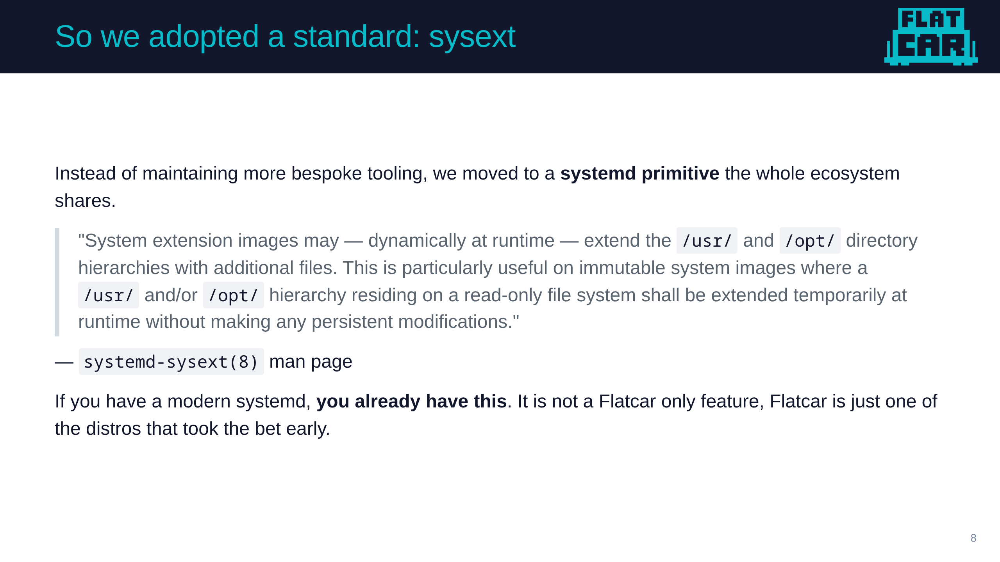 So we adopted a standard: sysext
FLAT
CAR
Instead of maintaining more bespoke tooling, we moved to a systemd primitive the whole ecosystem
shares.
"System extension images may — dynamically at runtime — extend the /usr/ and /opt/ directory
hierarchies with additional files. This is particularly useful on immutable system images where a
/usr/ and/or /opt/ hierarchy residing on a read-only file system shall be extended temporarily at
runtime without making any persistent modifications."
— systemd-sysext(8) man page
If you have a modern systemd, you already have this. It is not a Flatcar only feature, Flatcar is just one of
the distros that took the bet early.
8